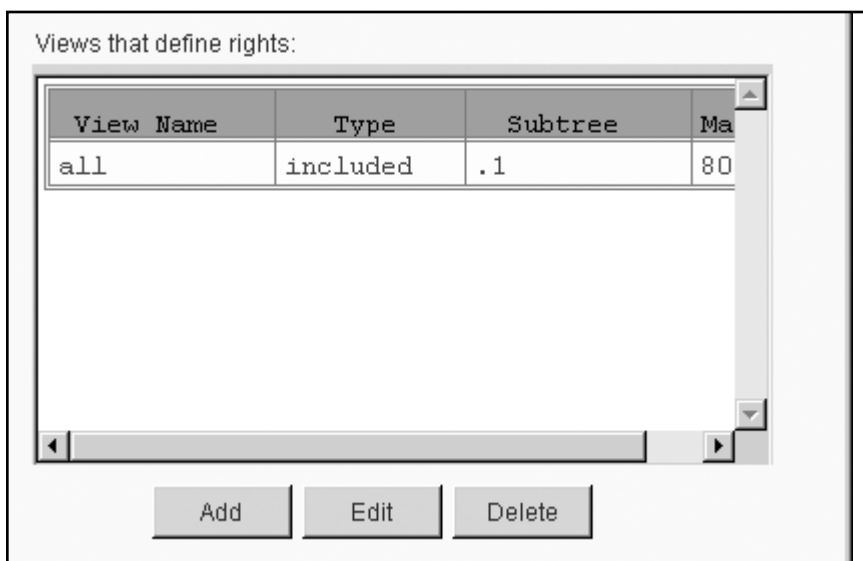 Views that define rights:
View Name Type Subtree Ma
all included .1 80
Add Edit Delete